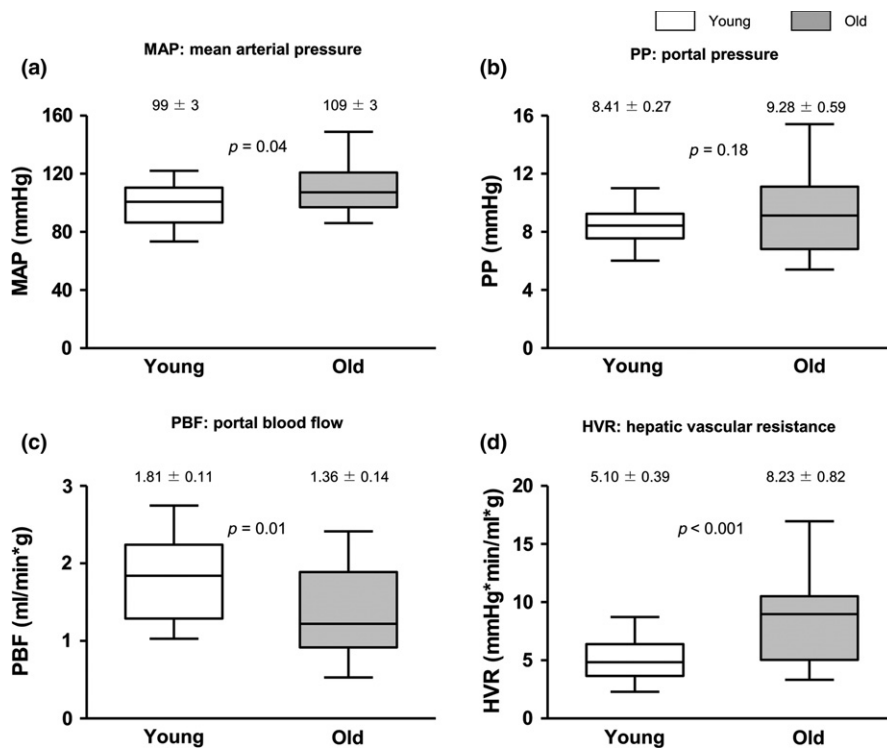 Young Old
MAP: mean arterial pressure
(a)
99 ± 3 109 ± 3
p = 0.04
160
120
80
40
0
MAP (mmHg)
Young Old
PP: portal pressure
(b)
8.41 ± 0.27 9.28 ± 0.59
p = 0.18
16
12
8
4
0
PP (mmHg)
Young Old
PBF: portal blood flow
(c)
1.81 ± 0.11 1.36 ± 0.14
p = 0.01
3
2
1
0
PBF (ml/min*g)
Young Old
HVR: hepatic vascular resistance
(d)
5.10 ± 0.39 8.23 ± 0.82
p < 0.001
20
15
10
5
0
HVR (mmHg*min/ml*g)
Young Old